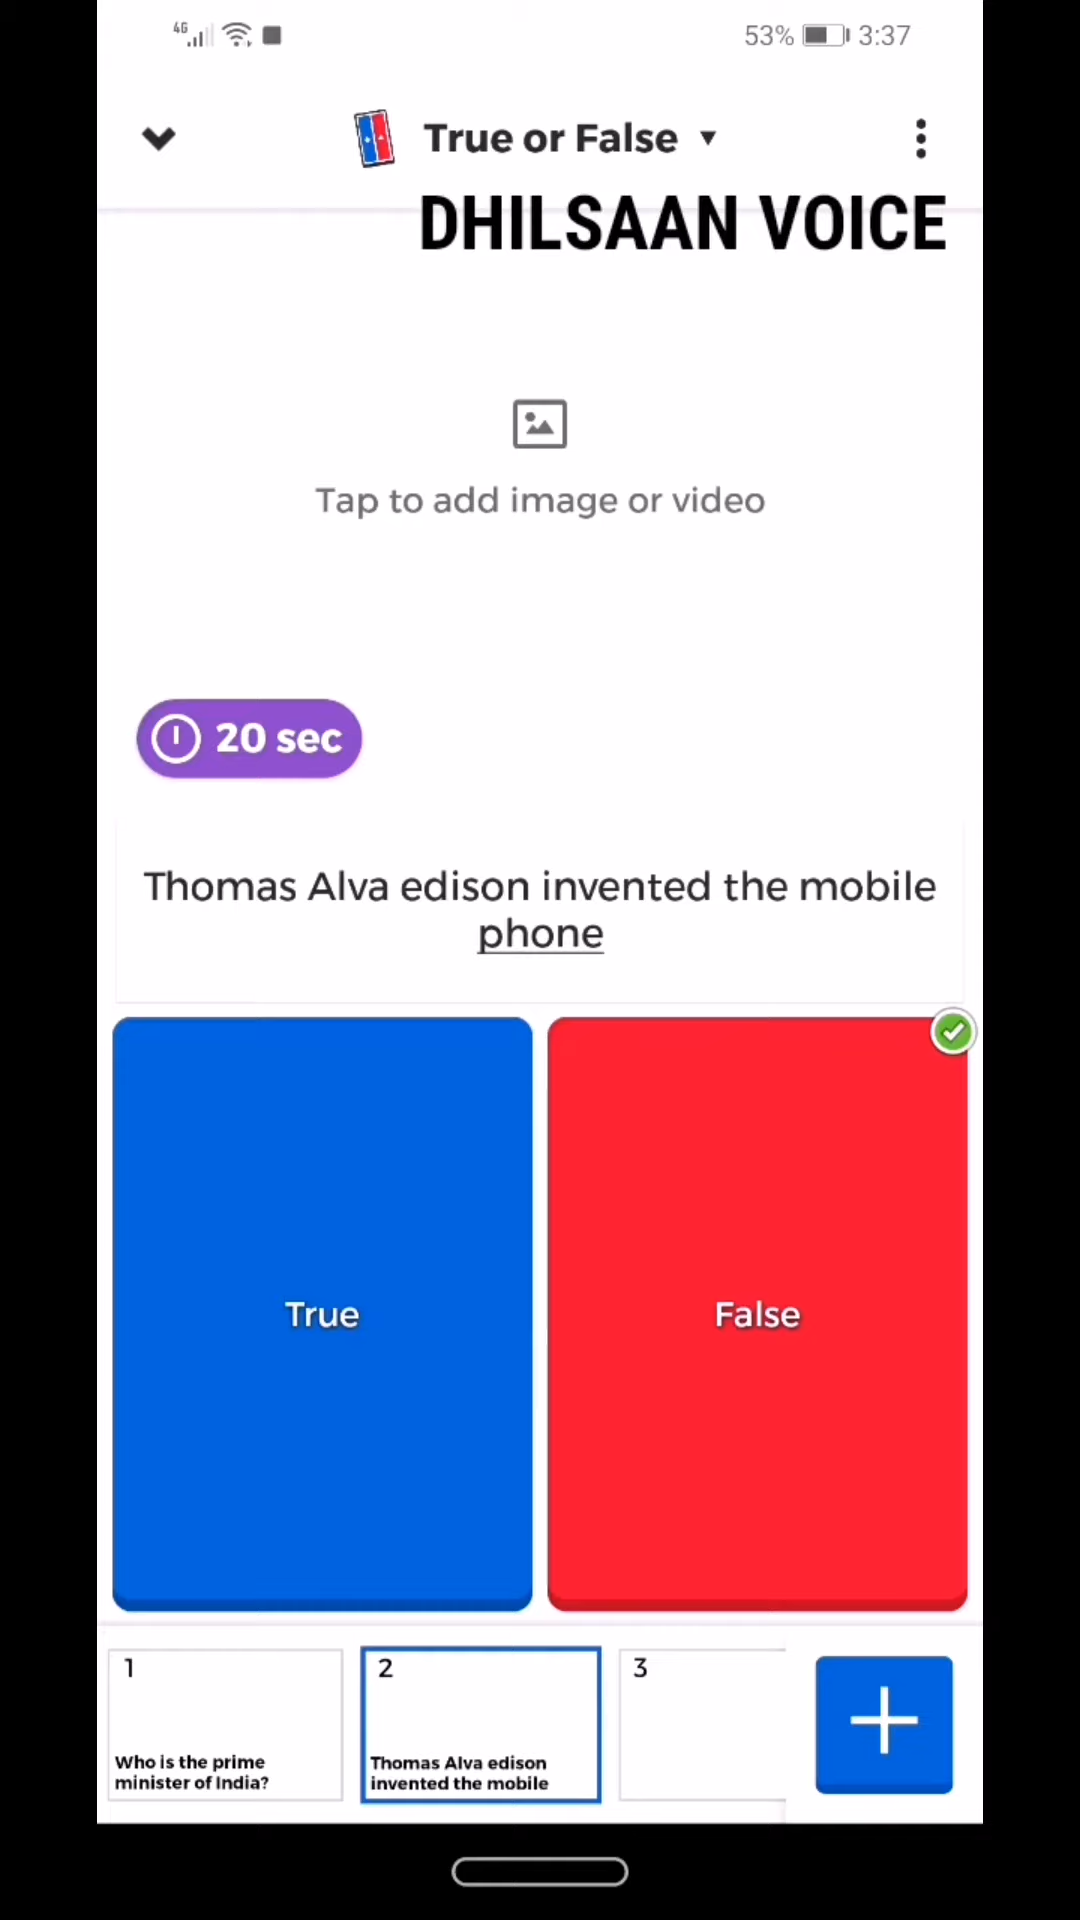 4G
53%
3:37
True or False
DHILSAAN VOICE
Tap to add image or video
20 sec
Thomas Alva edison invented the mobile
phone
True
False
1
Who is the prime
minister of India?
2
Thomas Alva edison
invented the mobile
3